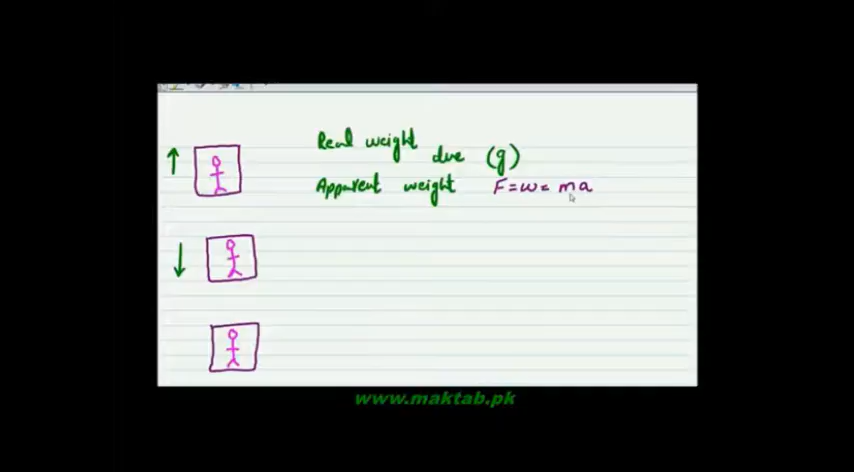 Real weight
due (g)
Apparent weight F = w = ma
www.maktab.pk